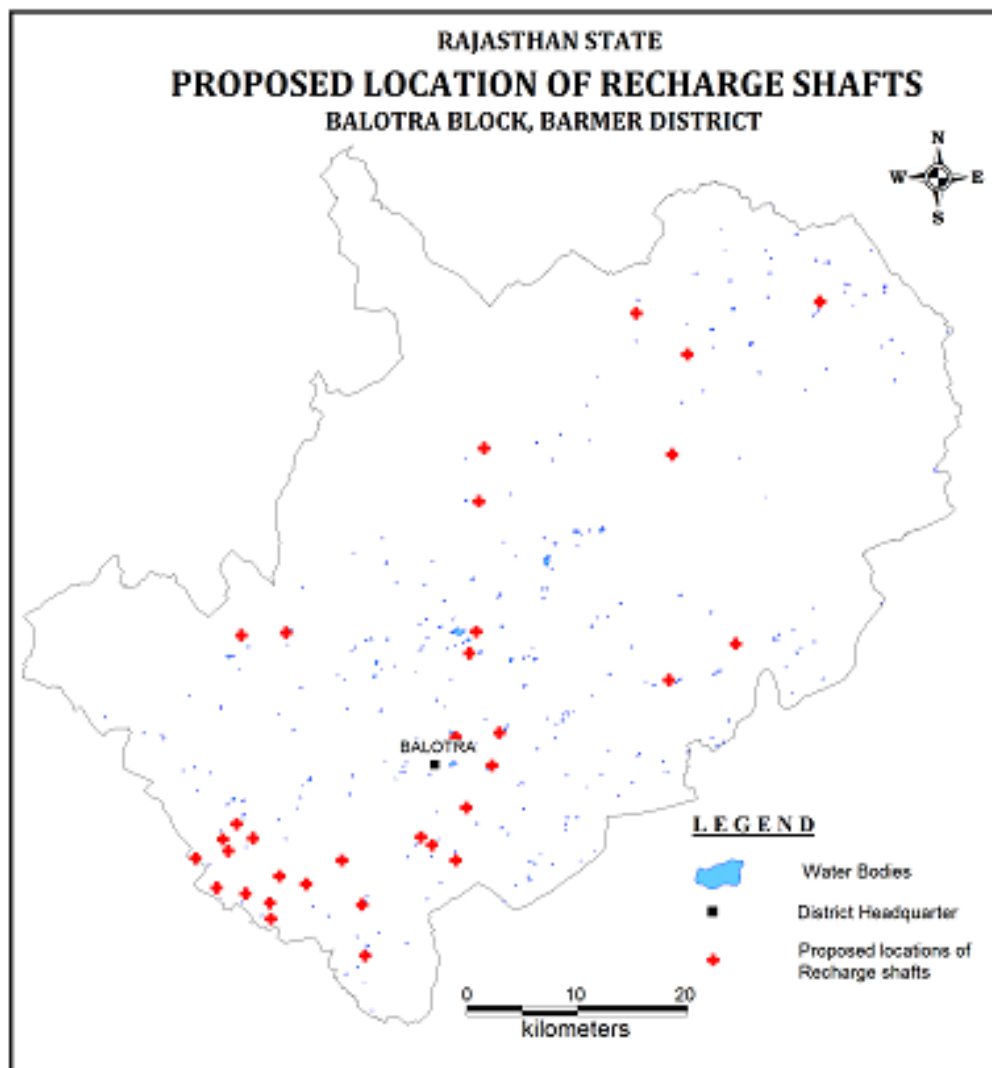 RAJASTHAN STATE
PROPOSED LOCATION OF RECHARGE SHAFTS
BALOTRA BLOCK, BARMER DISTRICT
N
W E
S
BALOTRA
LEGEND
Water Bodies
District Headquarter
Proposed locations of
Recharge shafts
0 10 20
kilometers